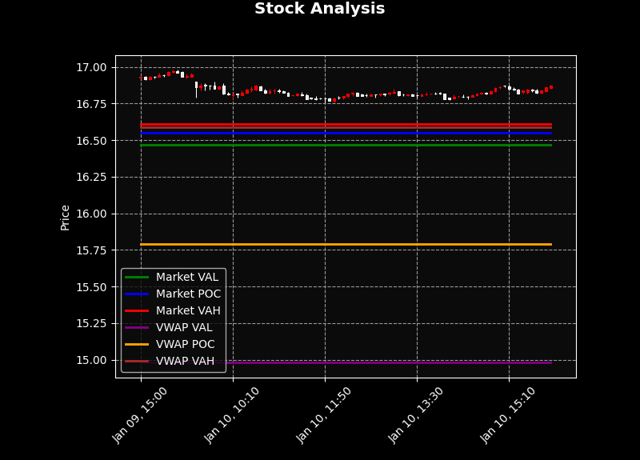 Stock Analysis
17.00
16.75
16.50
16.25
16.00
15.75
15.50
15.25
15.00
Price
Market VAL
Market POC
Market VAH
VWAP VAL
VWAP POC
VWAP VAH
Jan 09, 15:00
Jan 10, 10:10
Jan 10, 11:50
Jan 10, 13:30
Jan 10, 15:10